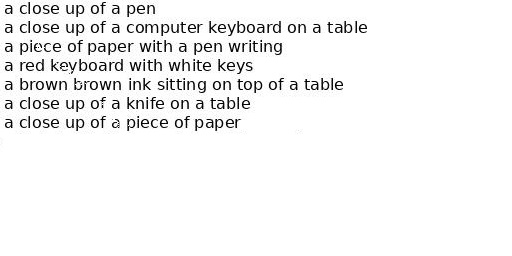 a close up of a pen
a close up of a computer keyboard on a table
a piece of paper with a pen writing
a red keyboard with white keys
a brown brown ink sitting on top of a table
a close up of a knife on a table
a close up of a piece of paper